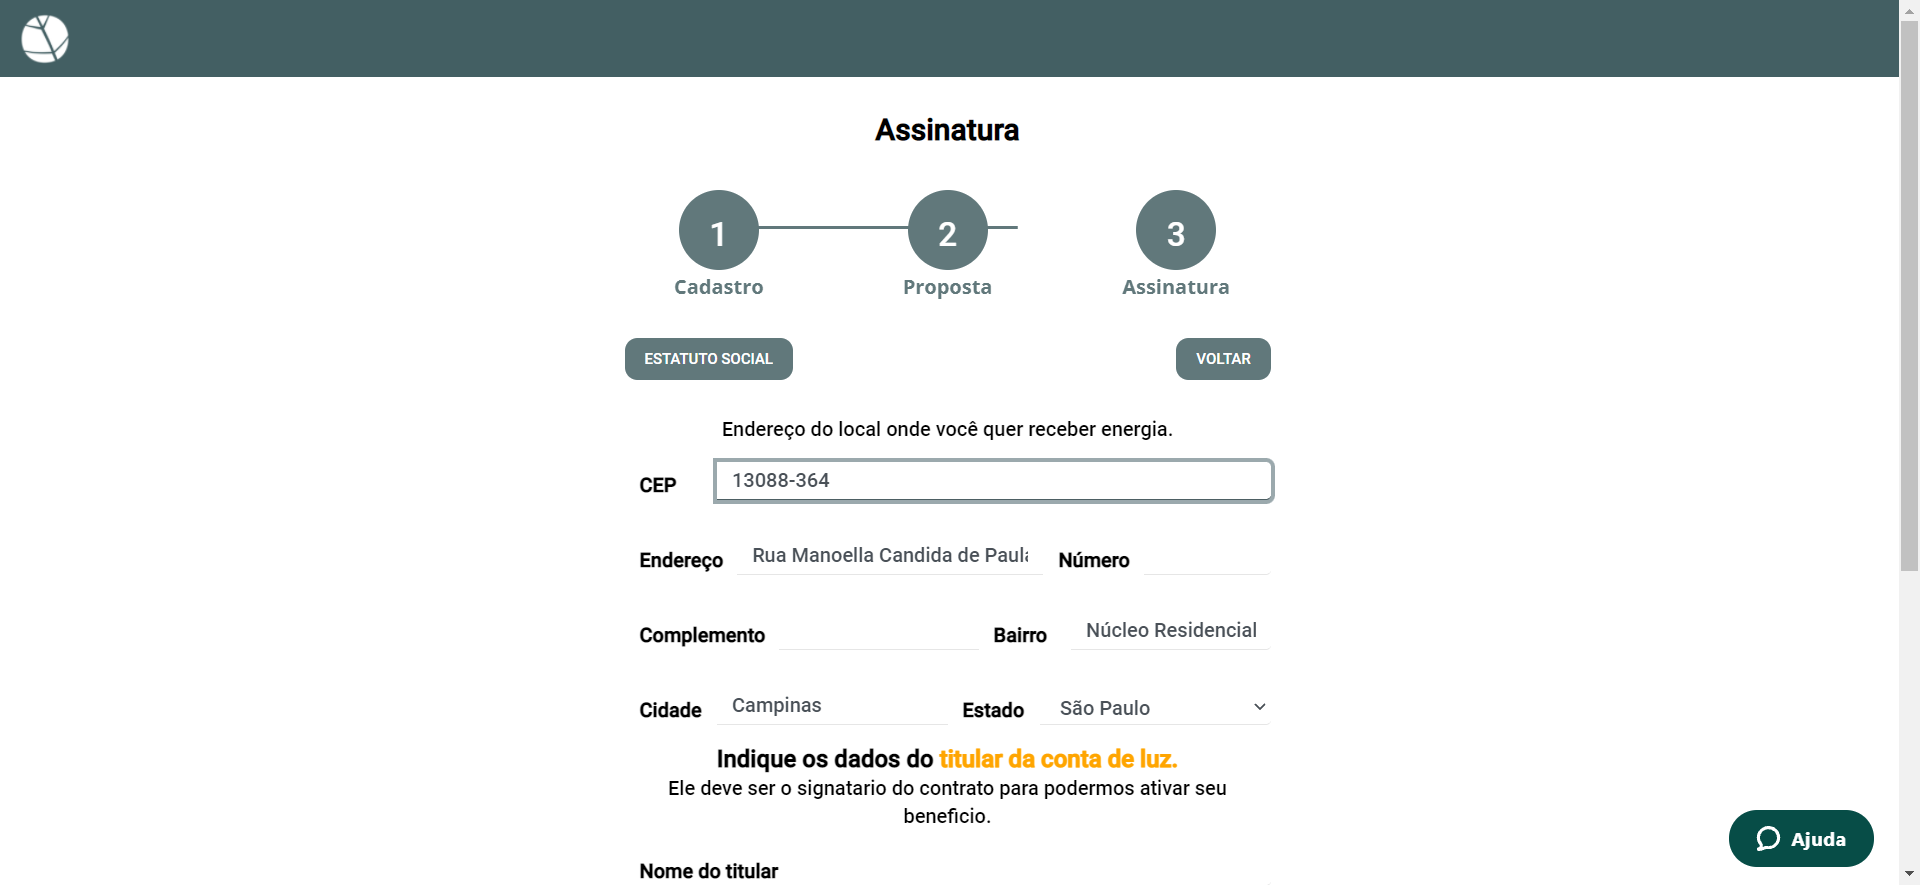 Assinatura
1 2 3
Cadastro Proposta Assinatura
ESTATUTO SOCIAL VOLTAR
Endereço do local onde você quer receber energia.
CEP 13088-364
Endereço Rua Manoella Candida de Paula Número
Complemento Bairro Núcleo Residencial
Cidade Campinas Estado São Paulo
Indique os dados do titular da conta de luz.
Ele deve ser o signatario do contrato para podermos ativar seu
beneficio.
Ajuda
Nome do titular